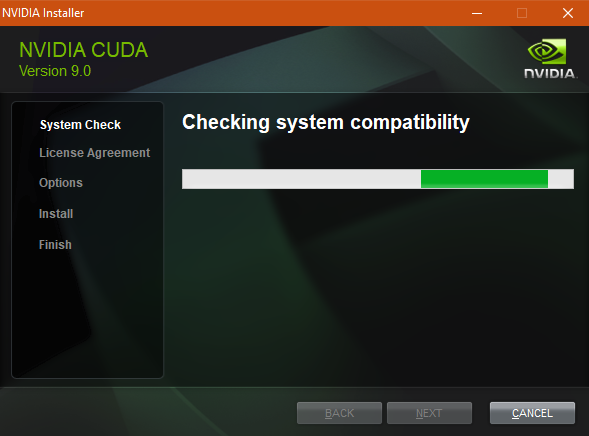 NVIDIA Installer
NVIDIA CUDA
Version 9.0
NVIDIA.
System Check
License Agreement
Options
Install
Finish
Checking system compatibility
BACK
NEXT
CANCEL